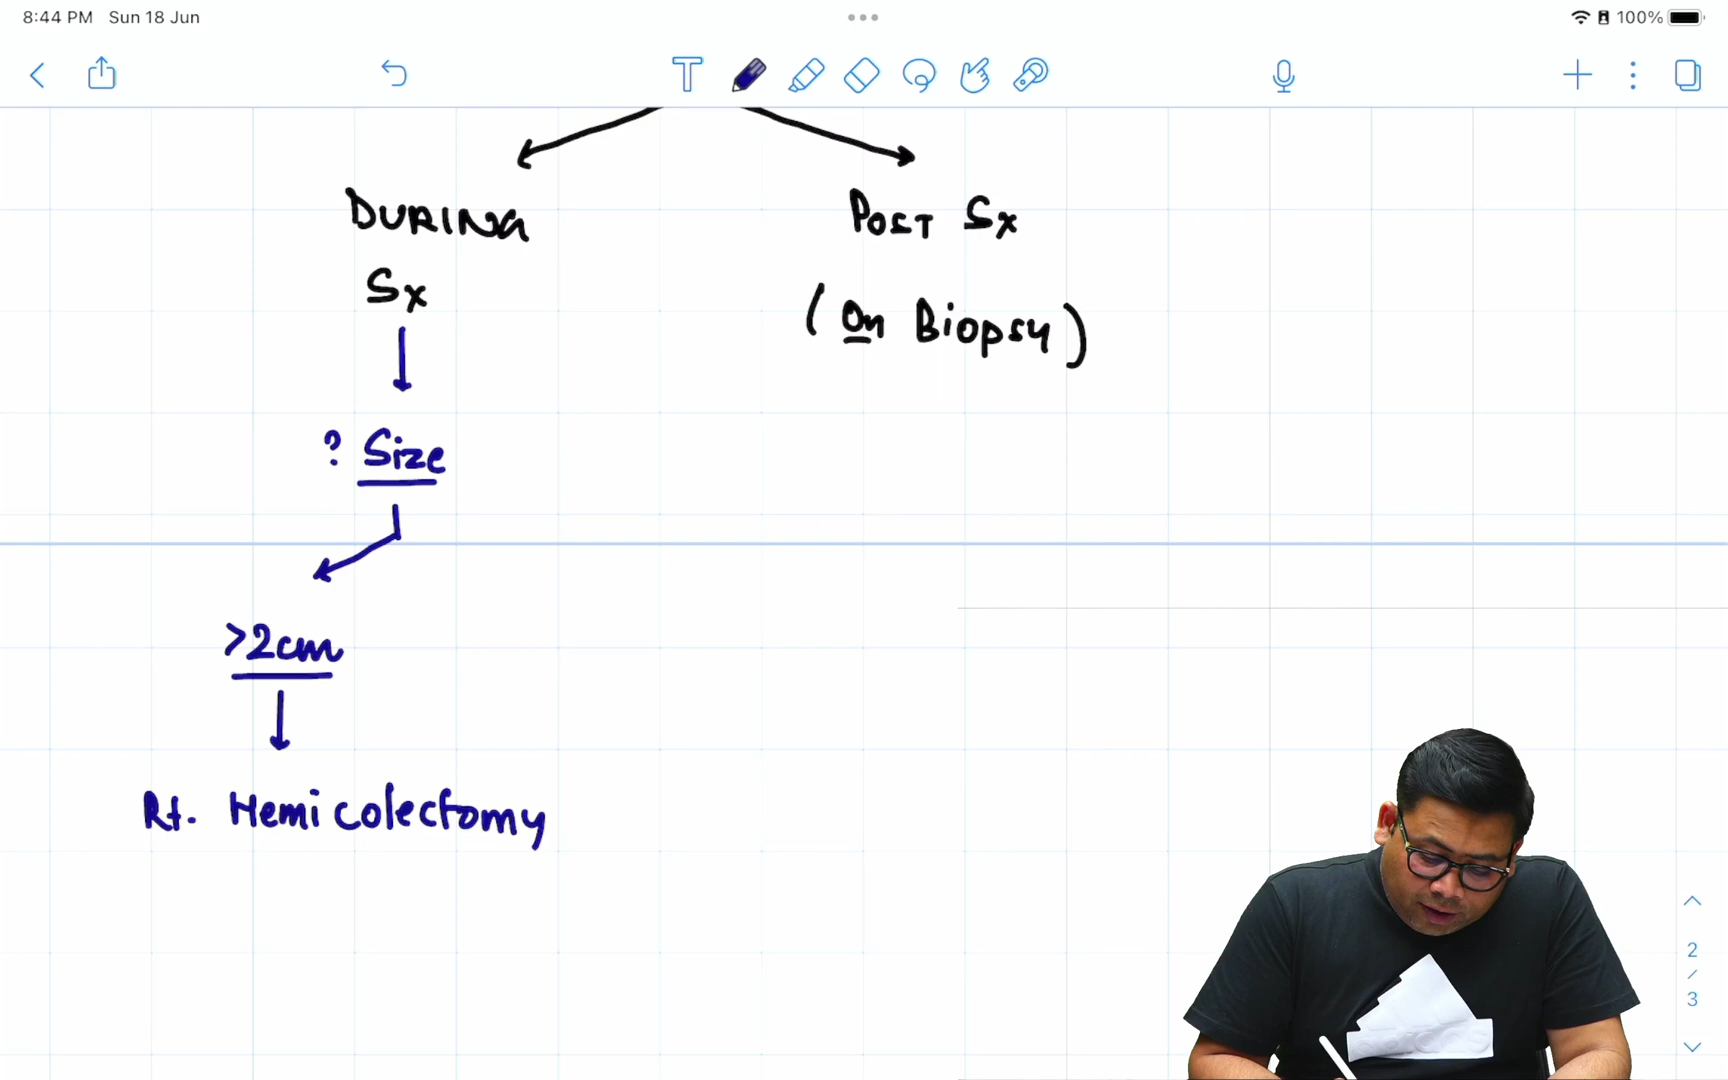 8:44 PM Sun 18 Jun
100%
DURING
Sx
Post Sx
(On Biopsy)
? Size
>2cm
Rt. Hemicolectomy
2
/
3